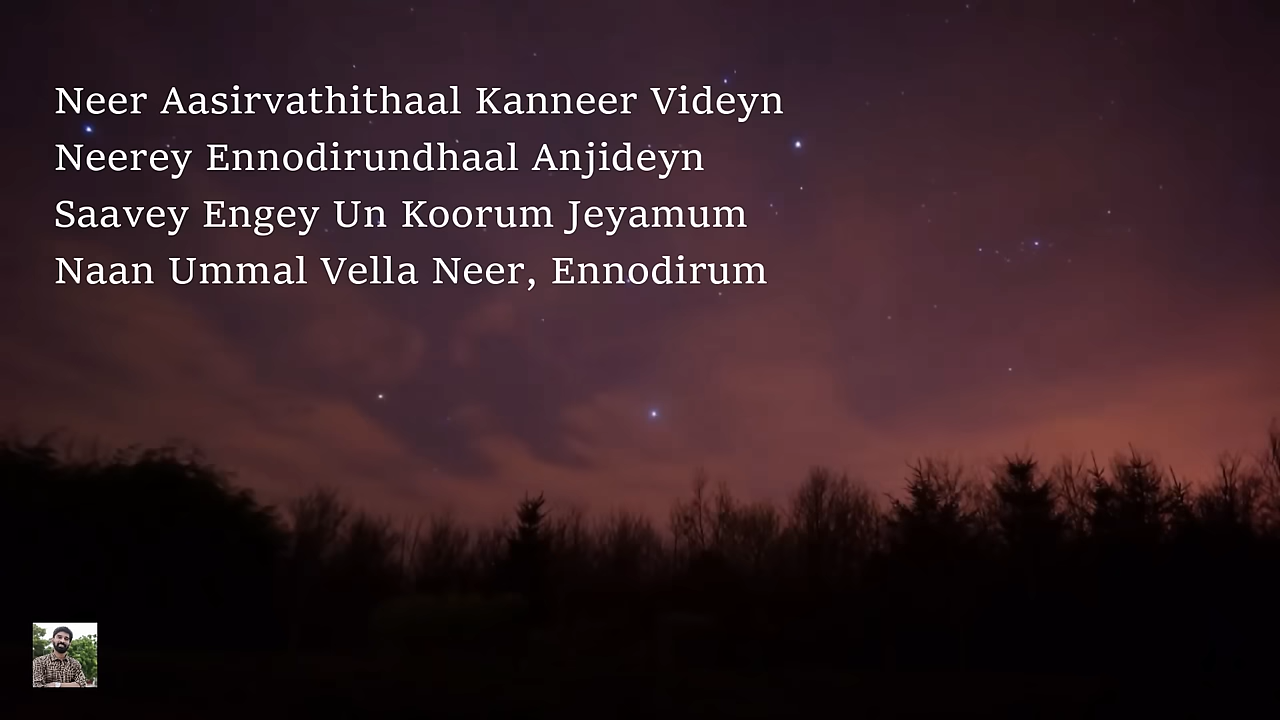 Neer Aasirvathithaal Kanneer Videyn
Neerey Ennodirundhaal Anjideyn
Saavey Engey Un Koorum Jeyamum
Naan Ummal Vella Neer, Ennodirum